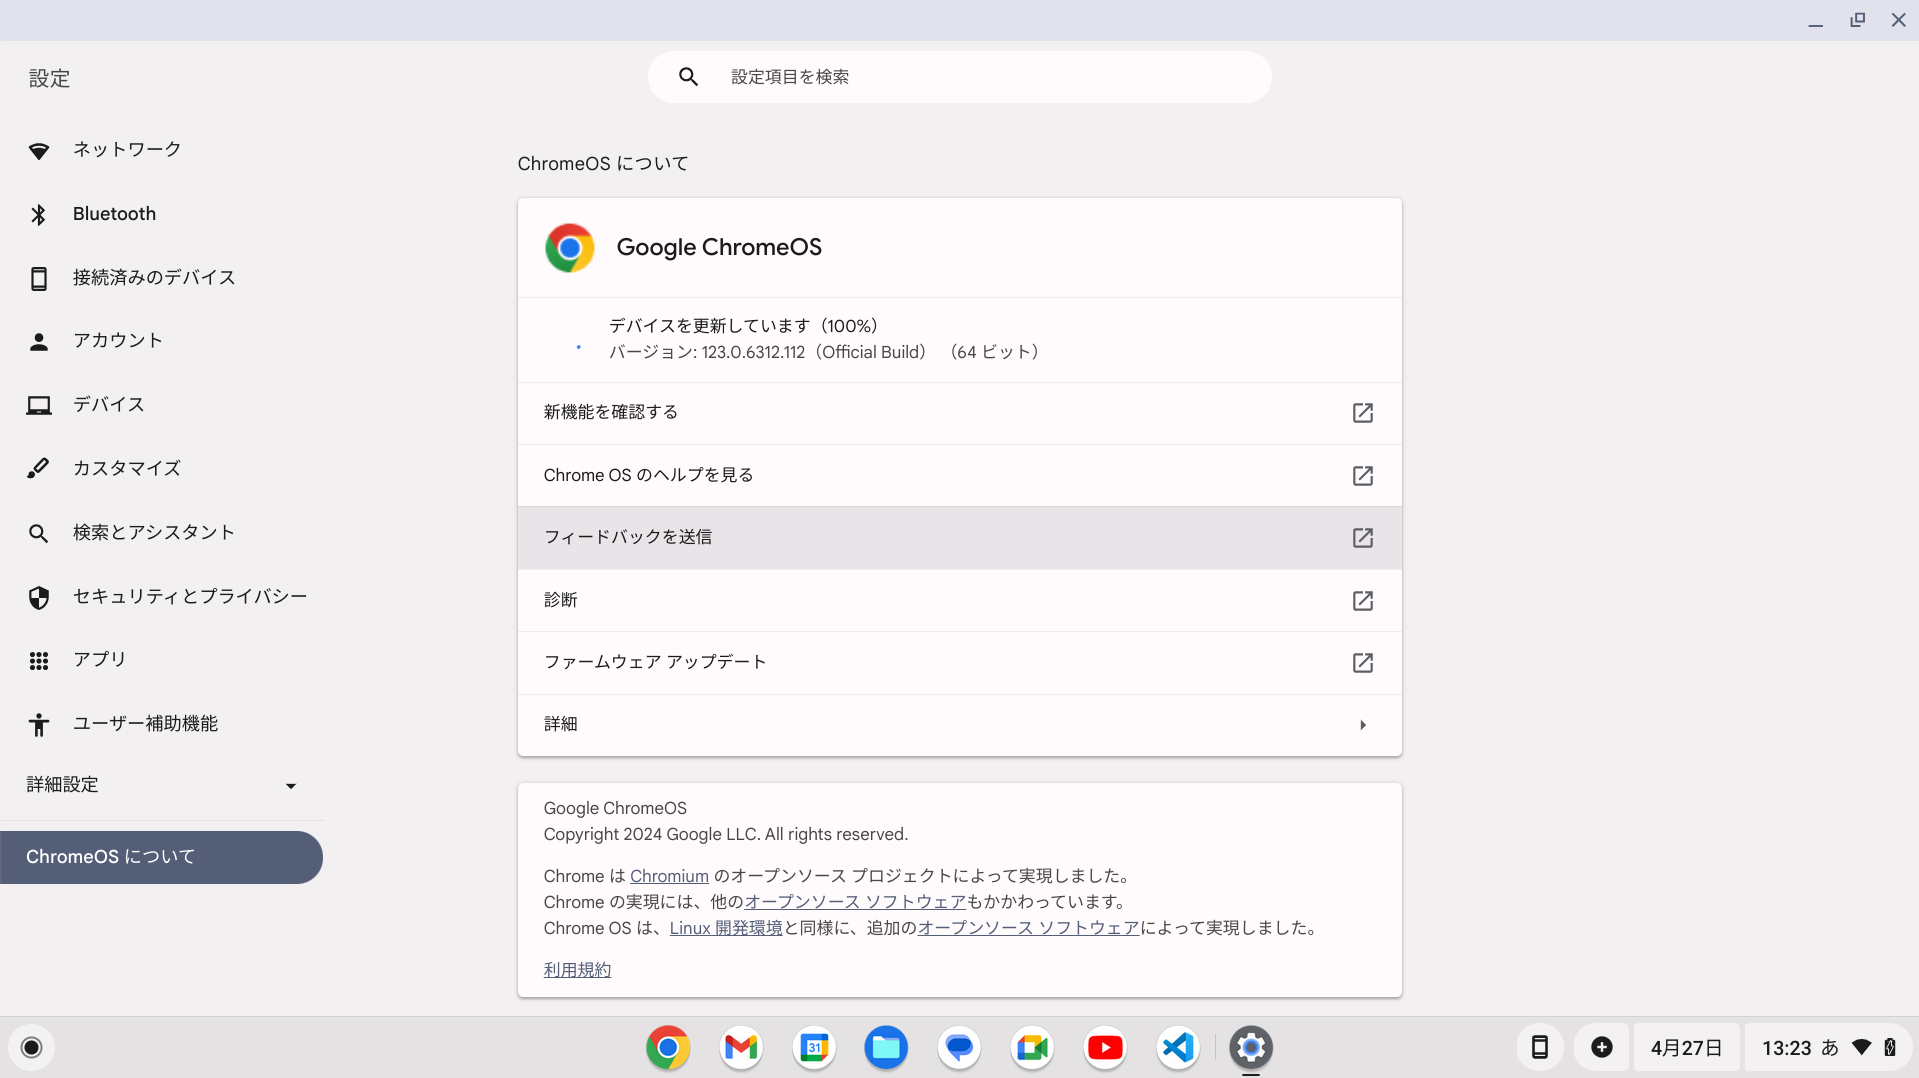 設定
設定項目を検索
ネットワーク
Bluetooth
接続済みのデバイス
アカウント
デバイス
カスタマイズ
検索とアシスタント
セキュリティとプライバシー
アプリ
ユーザー補助機能
詳細設定
ChromeOS について
ChromeOS について
Google ChromeOS
デバイスを更新しています（100%）
バージョン: 123.0.6312.112（Official Build） （64 ビット）
新機能を確認する
Chrome OS のヘルプを見る
フィードバックを送信
診断
ファームウェア アップデート
詳細
Google ChromeOS
Copyright 2024 Google LLC. All rights reserved.
Chrome は Chromium のオープンソース プロジェクトによって実現しました。
Chrome の実現には、他のオープンソース ソフトウェアもかかわっています。
Chrome OS は、Linux 開発環境と同様に、追加のオープンソース ソフトウェアによって実現しました。
利用規約
31
4月27日
13:23 あ